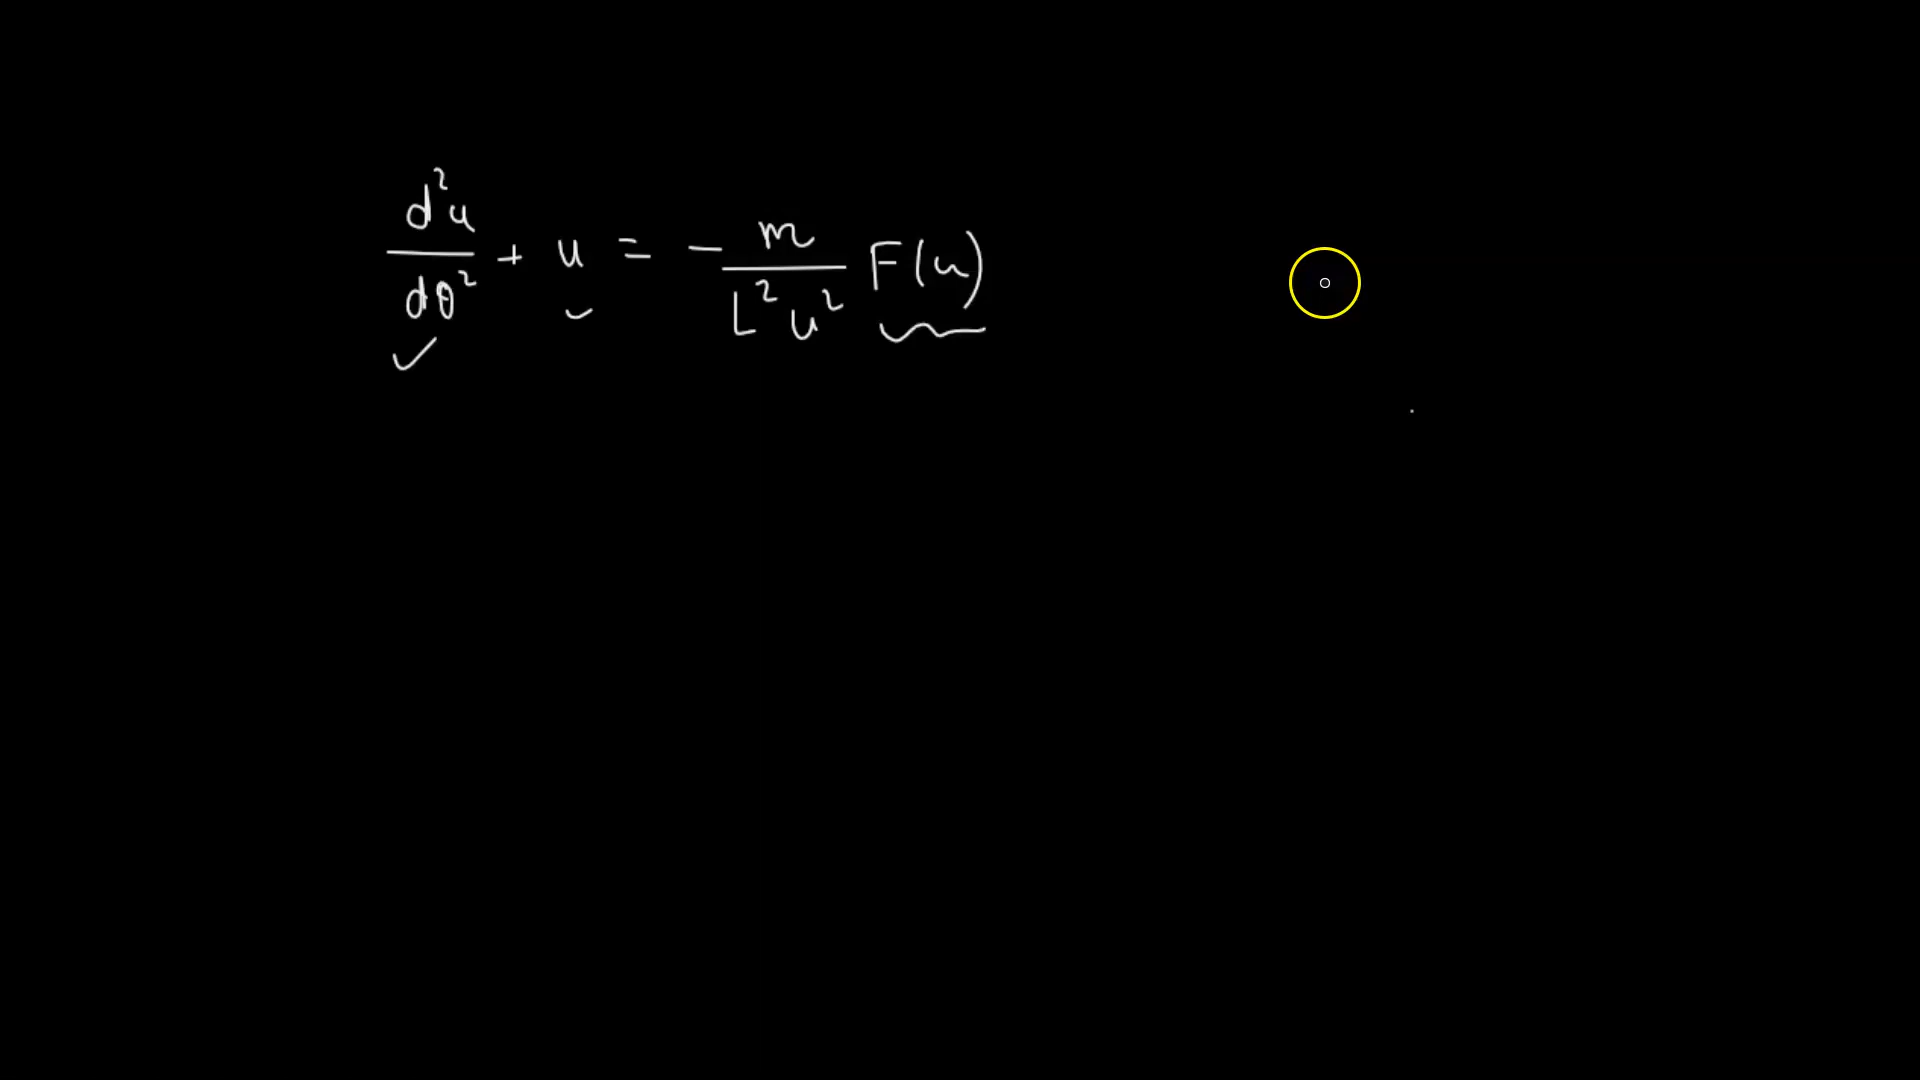 d²u/dθ² + u = - m/L²u² F(u)